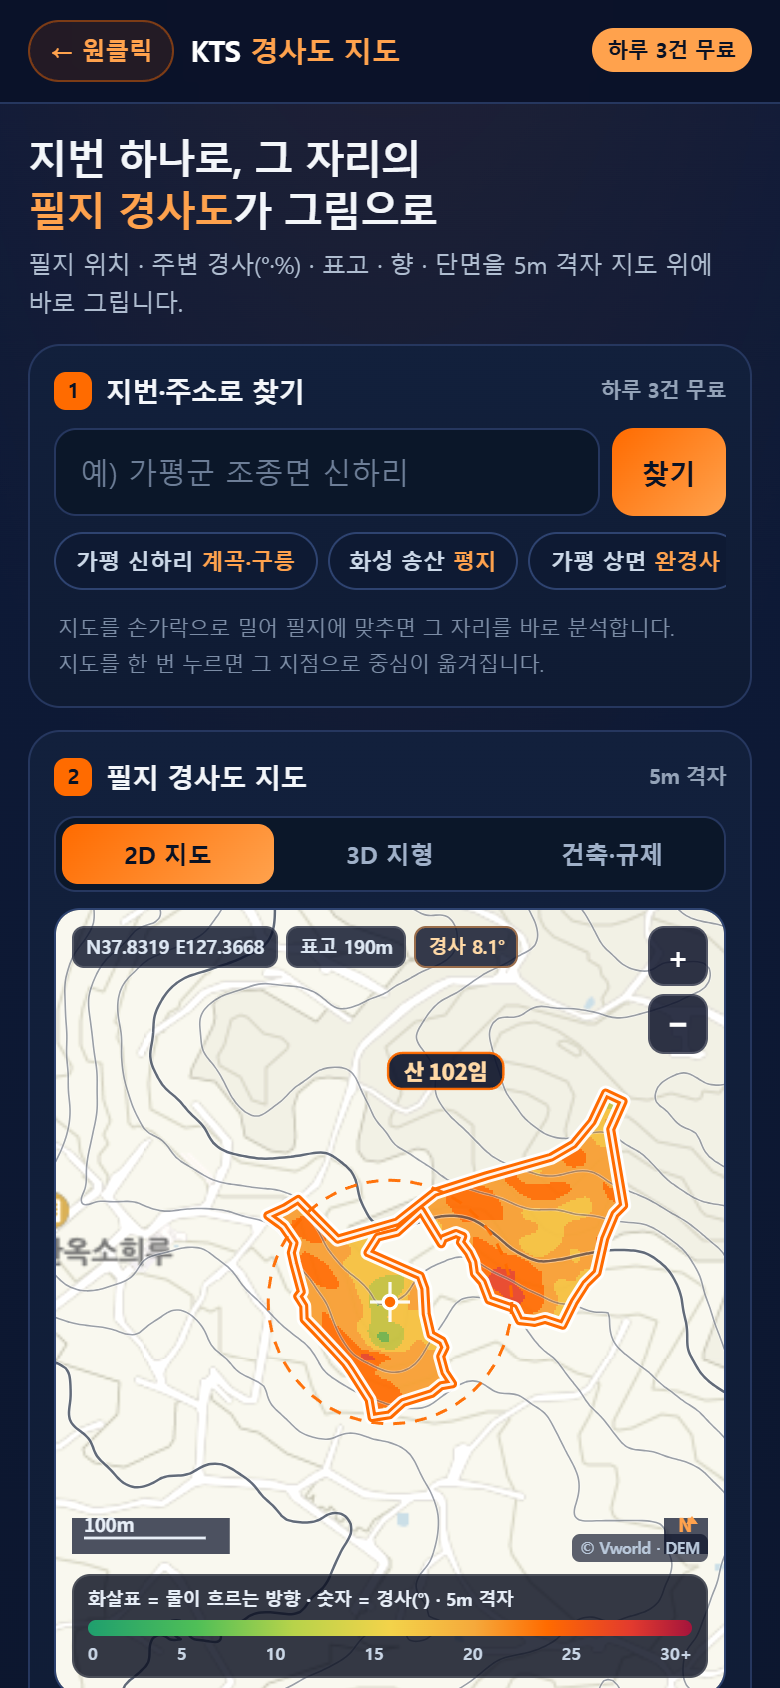 ← 원클릭
KTS 경사도 지도
하루 3건 무료
지번 하나로, 그 자리의
필지 경사도가 그림으로
필지 위치 · 주변 경사(°·%) · 표고 · 향 · 단면을 5m 격자 지도 위에
바로 그립니다.
1 지번·주소로 찾기
하루 3건 무료
예) 가평군 조종면 신하리
찾기
가평 신하리 계곡·구릉
화성 송산 평지
가평 상면 완경사
지도를 손가락으로 밀어 필지에 맞추면 그 자리를 바로 분석합니다.
지도를 한 번 누르면 그 지점으로 중심이 옮겨집니다.
2 필지 경사도 지도
5m 격자
2D 지도
3D 지형
건축·규제
N37.8319 E127.3668
표고 190m
경사 8.1°
+
−
산 102임
옥소희루
100m
N
© Vworld · DEM
화살표 = 물이 흐르는 방향 · 숫자 = 경사(°) · 5m 격자
0 5 10 15 20 25 30+